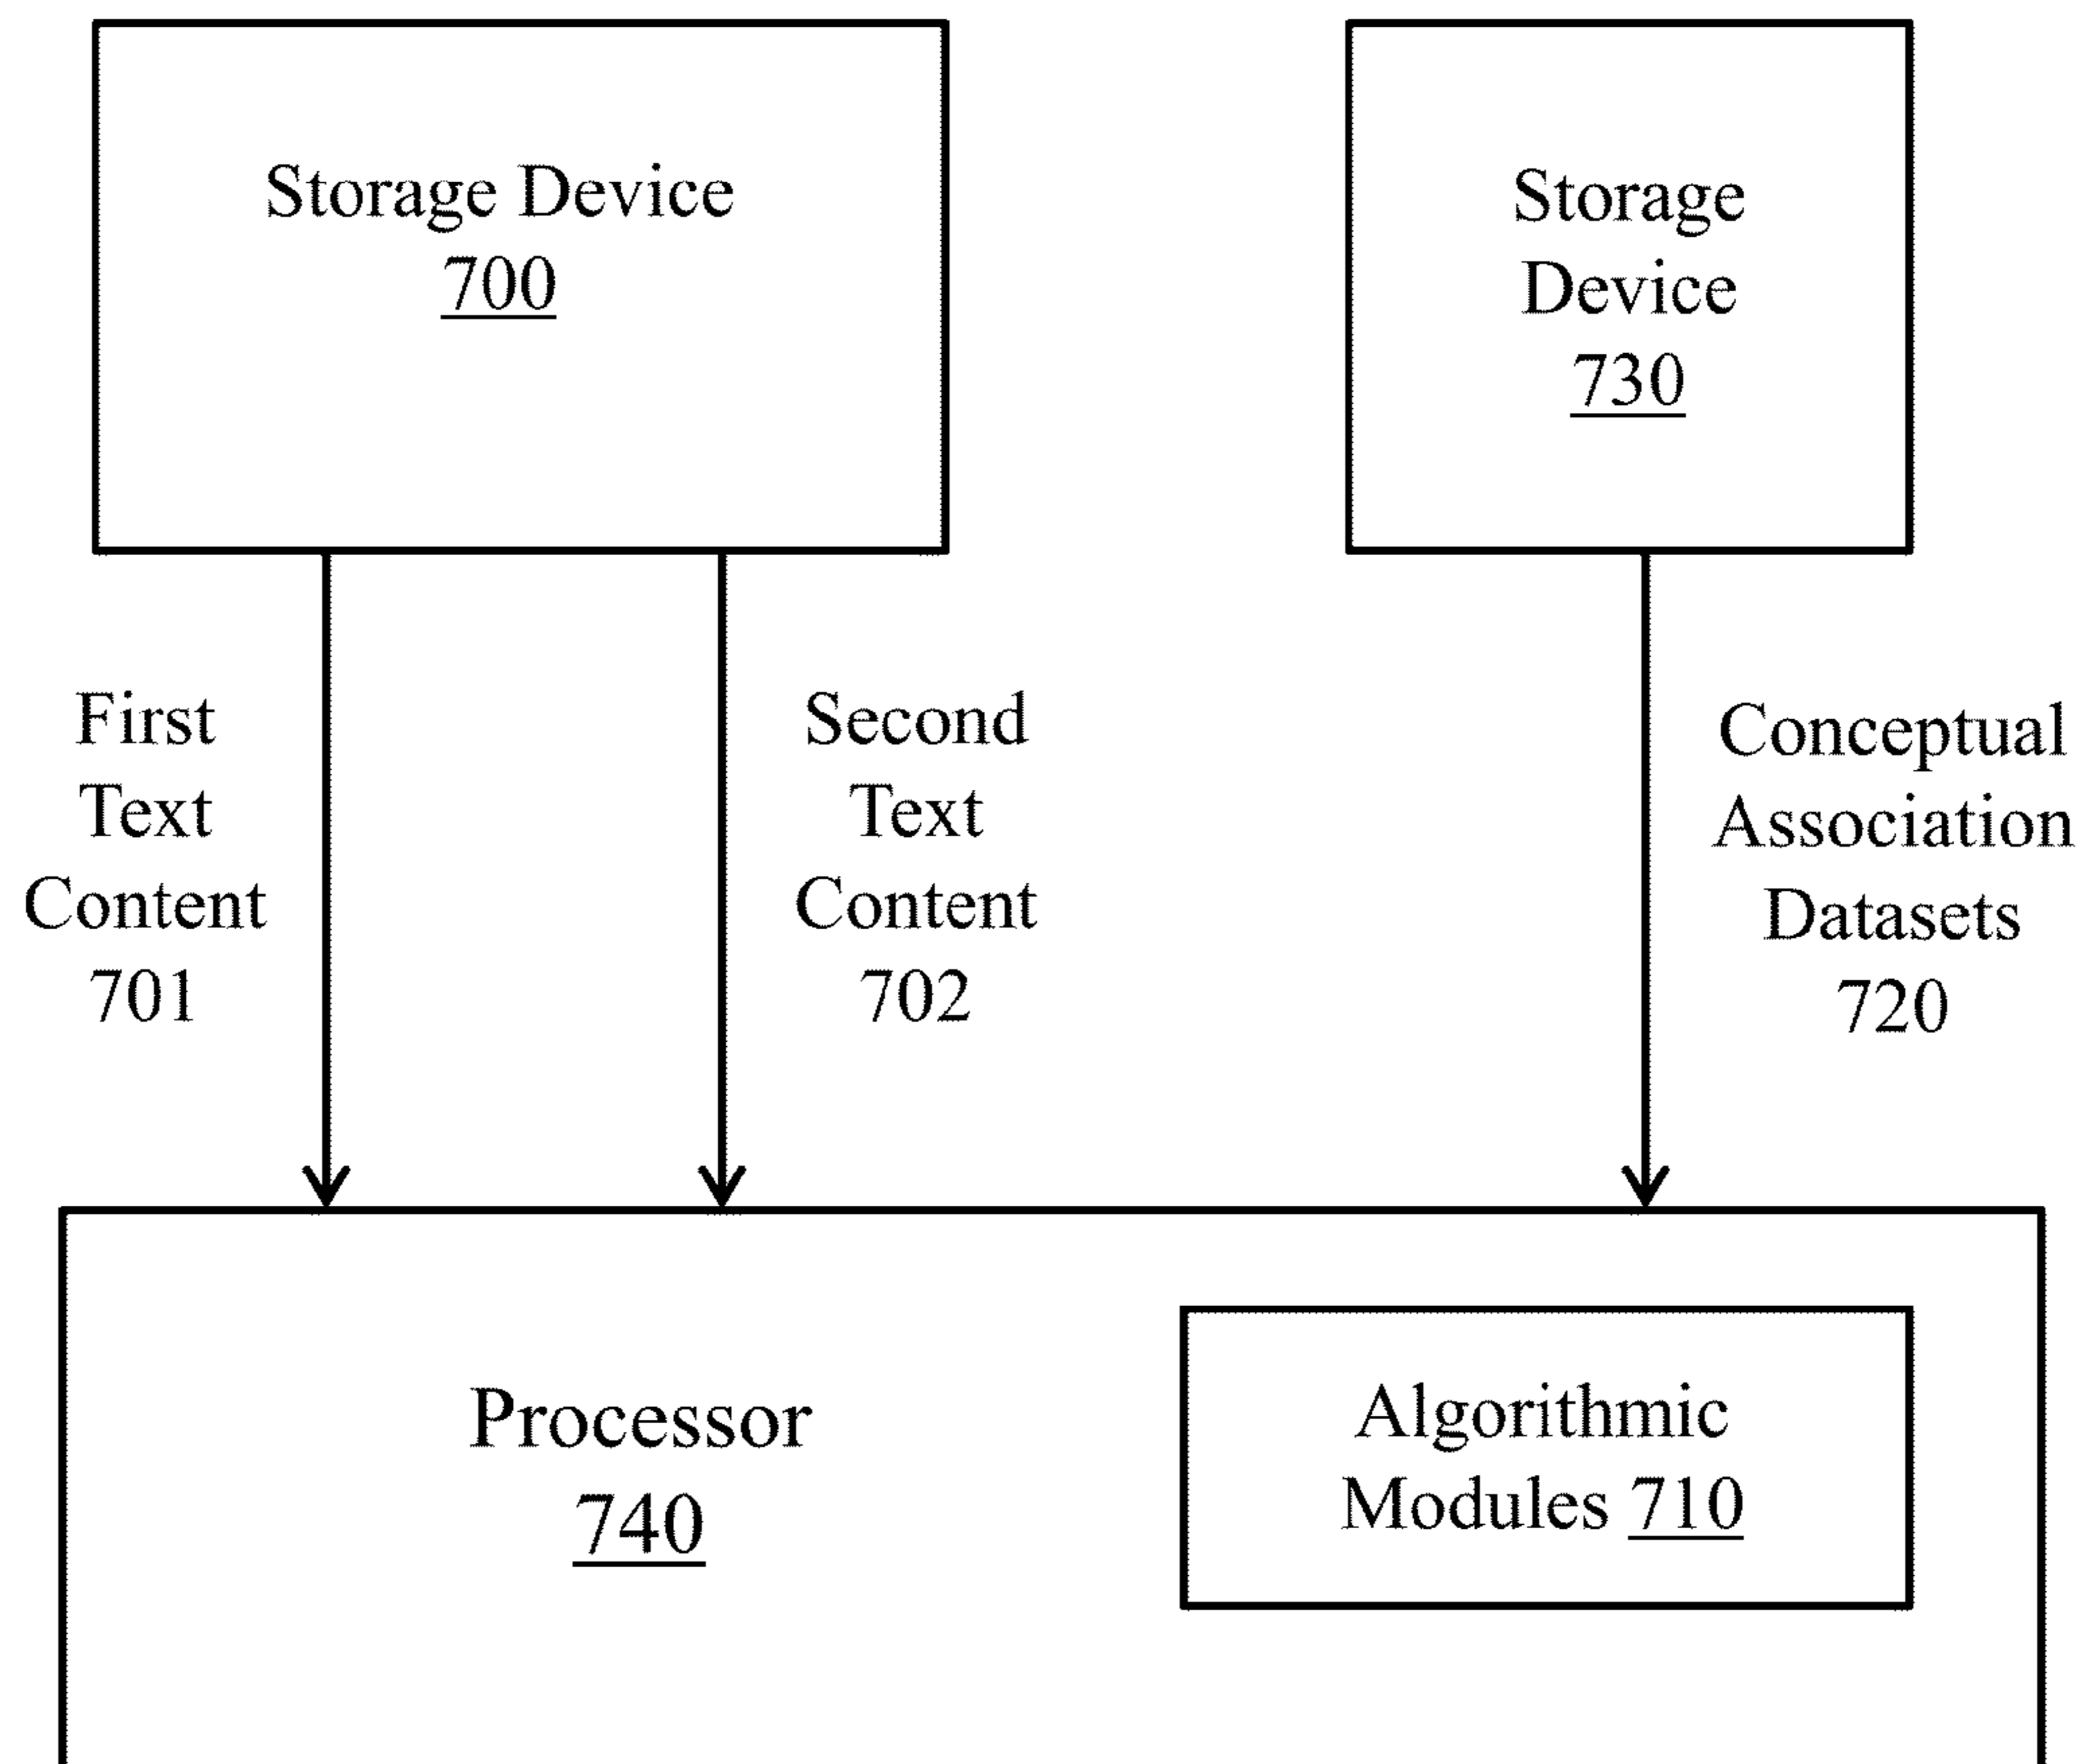 Storage Device
700
Storage
Device
730
First
Text
Content
701
Second
Text
Content
702
Conceptual
Association
Datasets
720
Processor
740
Algorithmic
Modules 710